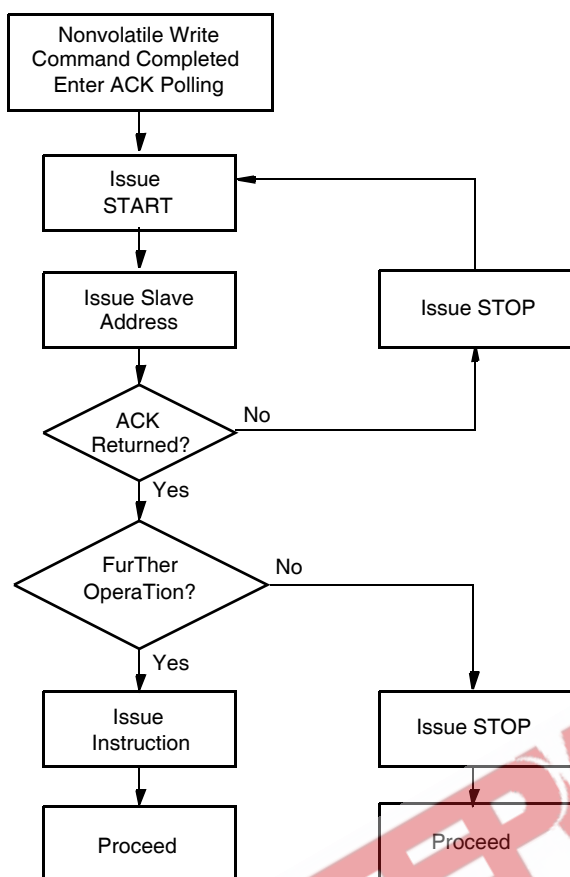 Nonvolatile Write
Command Completed
Enter ACK Polling
Issue
START
Issue Slave
Address
Issue STOP
ACK
Returned?
No
Yes
FurTher
OperaTion?
No
Yes
Issue
Instruction
Issue STOP
Proceed
Proceed